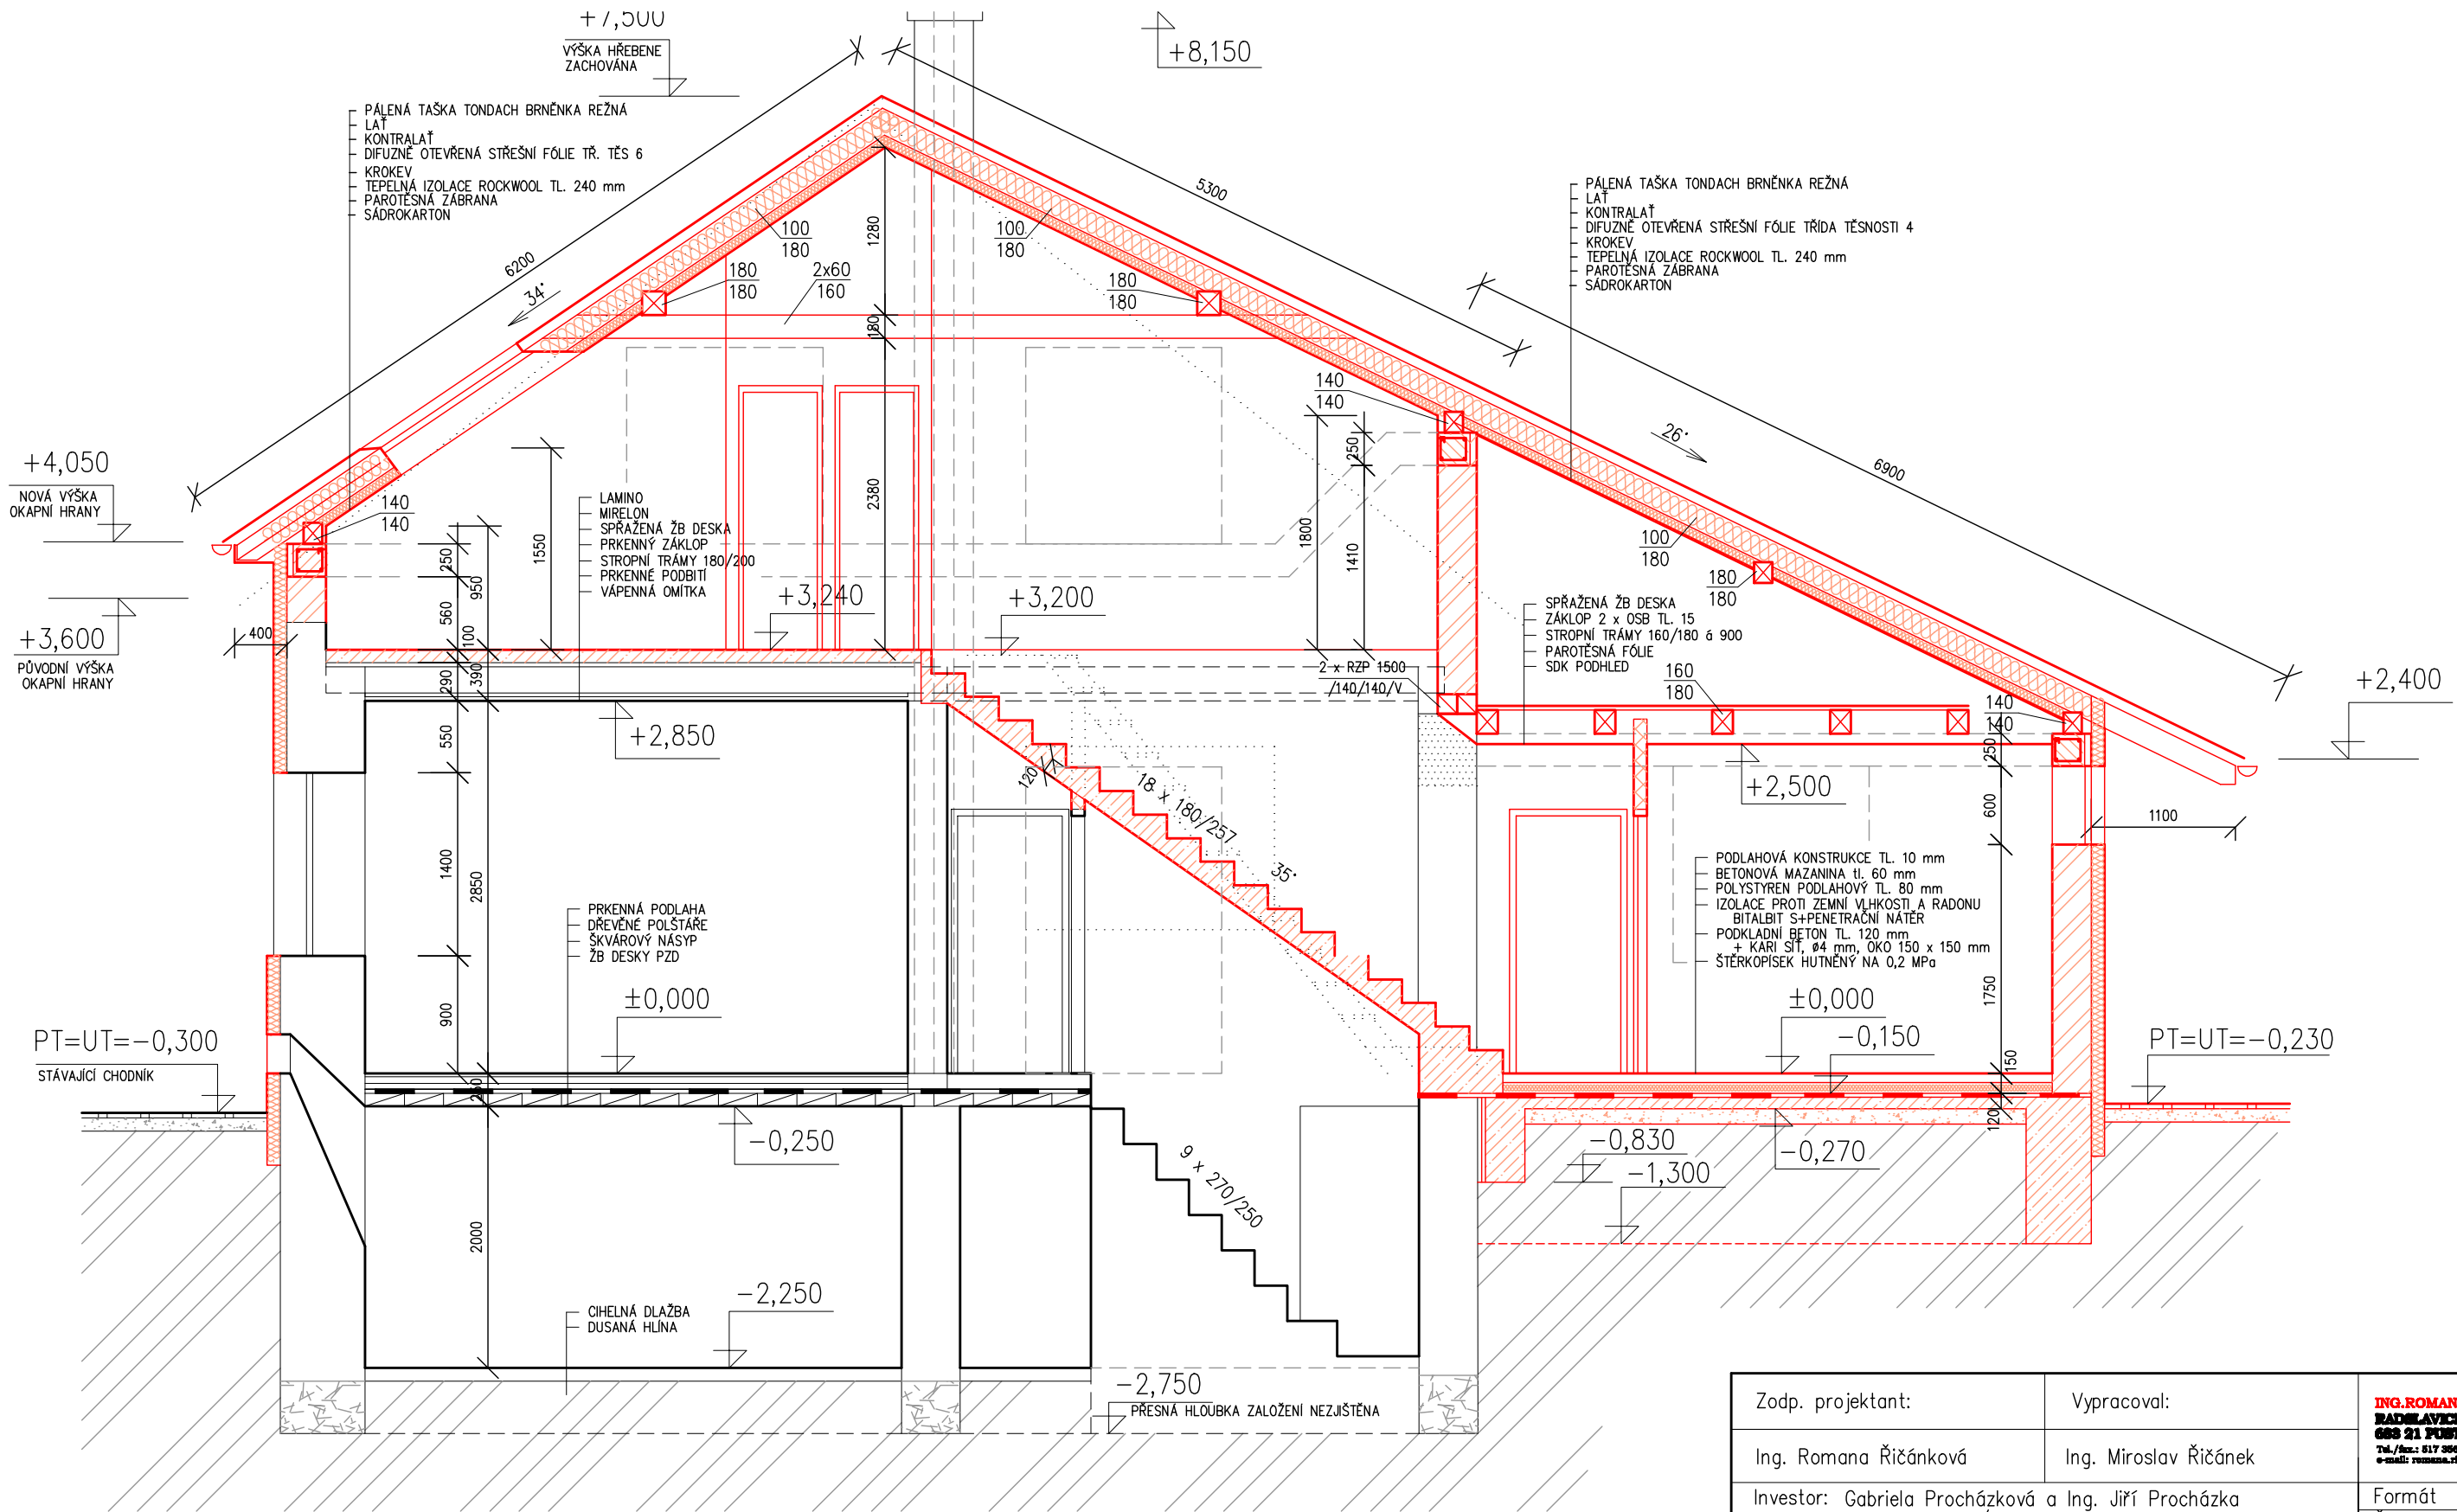 +7,500
VÝŠKA HŘEBENE
ZACHOVÁNA
+8,150
PÁLENÁ TAŠKA TONDACH BRNĚNKA REŽNÁ
LAŤ
KONTRALAŤ
DIFUZNĚ OTEVŘENÁ STŘEŠNÍ FÓLIE TŘ. TĚS 6
KROKEV
TEPELNÁ IZOLACE ROCKWOOL TL. 240 mm
PAROTĚSNÁ ZÁBRANA
SÁDROKARTON
PÁLENÁ TAŠKA TONDACH BRNĚNKA REŽNÁ
LAŤ
KONTRALAŤ
DIFUZNĚ OTEVŘENÁ STŘEŠNÍ FÓLIE TŘÍDA TĚSNOSTI 4
KROKEV
TEPELNÁ IZOLACE ROCKWOOL TL. 240 mm
PAROTĚSNÁ ZÁBRANA
SÁDROKARTON
6200
34°
5300
6900
26°
100
180
180
180
2x60
160
1280
180
100
180
180
180
140
140
250
1800
1410
100
180
180
180
+4,050
NOVÁ VÝŠKA
OKAPNÍ HRANY
140
140
+3,600
PŮVODNÍ VÝŠKA
OKAPNÍ HRANY
400
250
560
950
100
290
390
1550
2380
LAMINO
MIRELON
SPŘAŽENÁ ŽB DESKA
PRKENNÝ ZÁKLOP
STROPNÍ TRÁMY 180/200
PRKENNÉ PODBITÍ
VÁPENNÁ OMÍTKA
+3,240
+3,200
SPŘAŽENÁ ŽB DESKA
ZÁKLOP 2 x OSB TL. 15
STROPNÍ TRÁMY 160/180 á 900
PAROTĚSNÁ FÓLIE
SDK PODHLED
2 x RZP 1500
/140/140/V
160
180
140
140
+2,400
+2,850
+2,500
550
1400
2850
900
120
18 x 180/257
35°
250
600
1750
150
120
1100
PODLAHOVÁ KONSTRUKCE TL. 10 mm
BETONOVÁ MAZANINA tl. 60 mm
POLYSTYREN PODLAHOVÝ TL. 80 mm
IZOLACE PROTI ZEMNÍ VLHKOSTI A RADONU
BITALBIT S+PENETRAČNÍ NÁTĚR
PODKLADNÍ BETON TL. 120 mm
+ KARI SÍŤ, ø4 mm, OKO 150 x 150 mm
ŠTĚRKOPÍSEK HUTNĚNÝ NA 0,2 MPa
PRKENNÁ PODLAHA
DŘEVĚNÉ POLŠTÁŘE
ŠKVÁROVÝ NÁSYP
ŽB DESKY PZD
±0,000
±0,000
-0,150
PT=UT=-0,300
STÁVAJÍCÍ CHODNÍK
PT=UT=-0,230
250
-0,250
-0,830
-0,270
-1,300
9 x 270/250
2000
-2,250
CIHELNÁ DLAŽBA
DUSANÁ HLÍNA
-2,750
PŘESNÁ HLOUBKA ZALOŽENÍ NEZJIŠTĚNA
Zodp. projektant:
Vypracoval:
ING.ROMAN
Ing. Romana Řičánková
Ing. Miroslav Řičánek
Tel./fax.: 517 356
Investor: Gabriela Procházková a Ing. Jiří Procházka
Formát